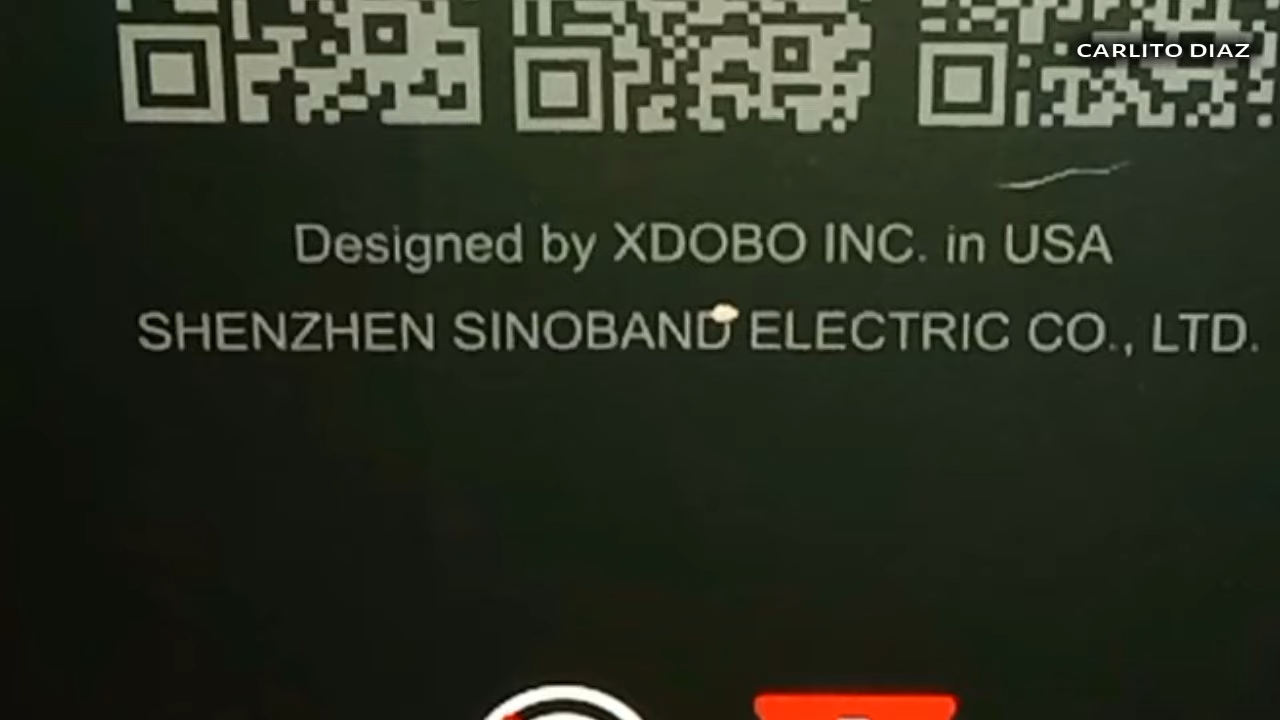 CARLITO DIAZ
Designed by XDOBO INC. in USA
SHENZHEN SINOBAND ELECTRIC CO., LTD.